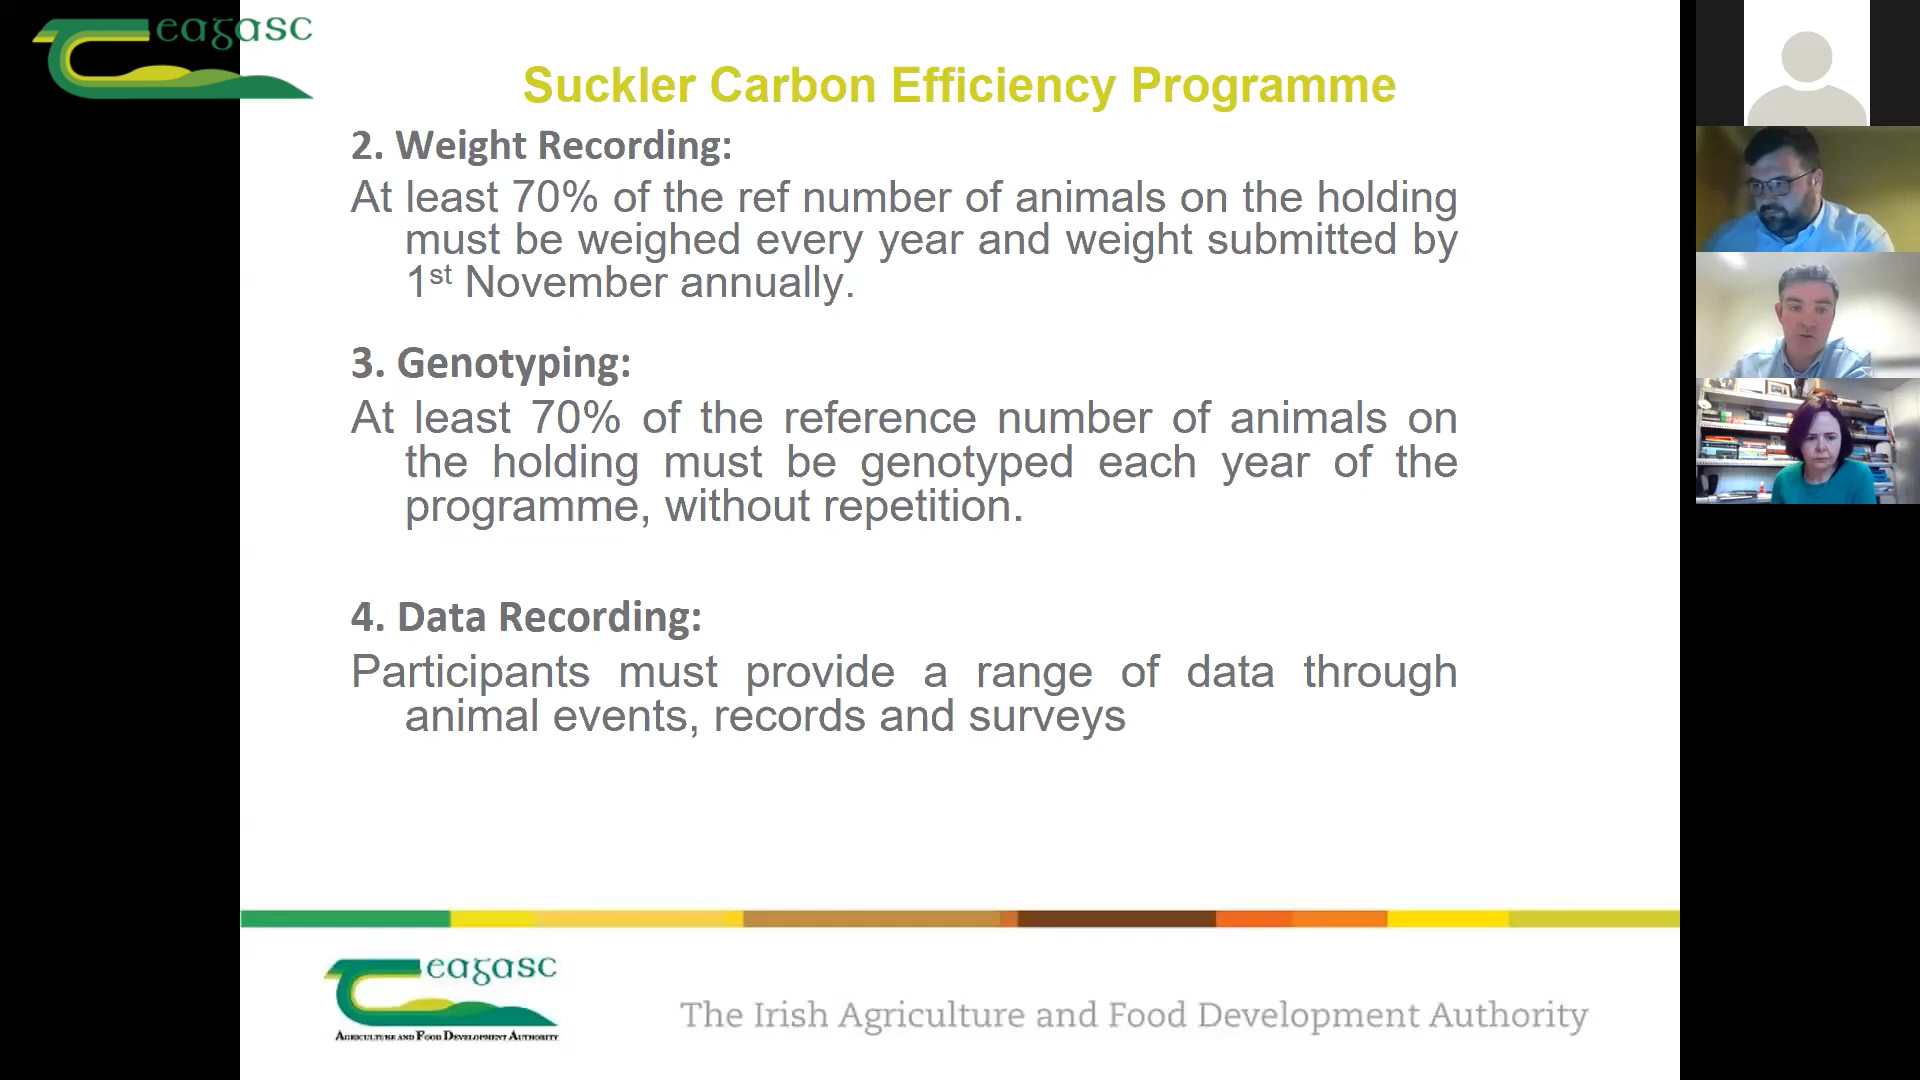 eagasc
Suckler Carbon Efficiency Programme
2. Weight Recording:
At least 70% of the ref number of animals on the holding
must be weighed every year and weight submitted by
1st November annually.
3. Genotyping:
At least 70% of the reference number of animals on
the holding must be genotyped each year of the
programme, without repetition.
4. Data Recording:
Participants must provide a range of data through
animal events, records and surveys
eagasc
AGRICULTURE AND FOOD DEVELOPMENT AUTHORITY
The Irish Agriculture and Food Development Authority